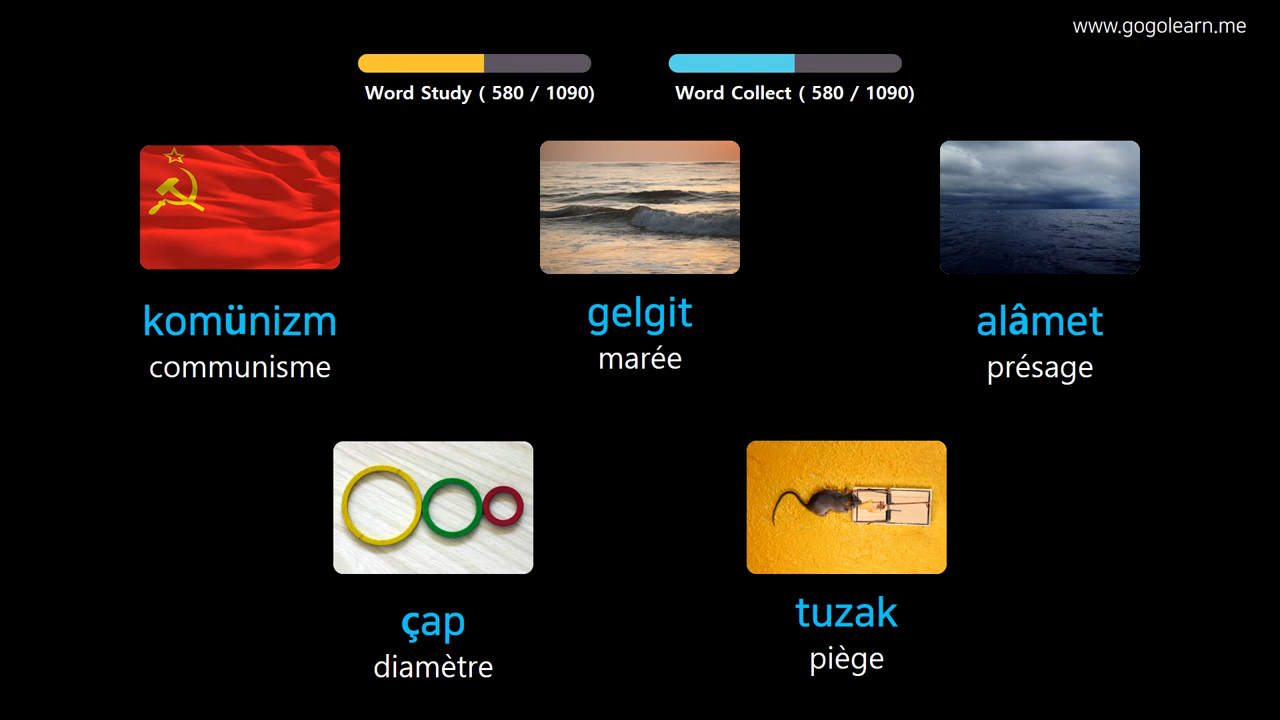 www.gogolearn.me
Word Study ( 580 / 1090)
Word Collect ( 580 / 1090)
komünizm
communisme
gelgit
marée
alâmet
présage
çap
diamètre
tuzak
piège